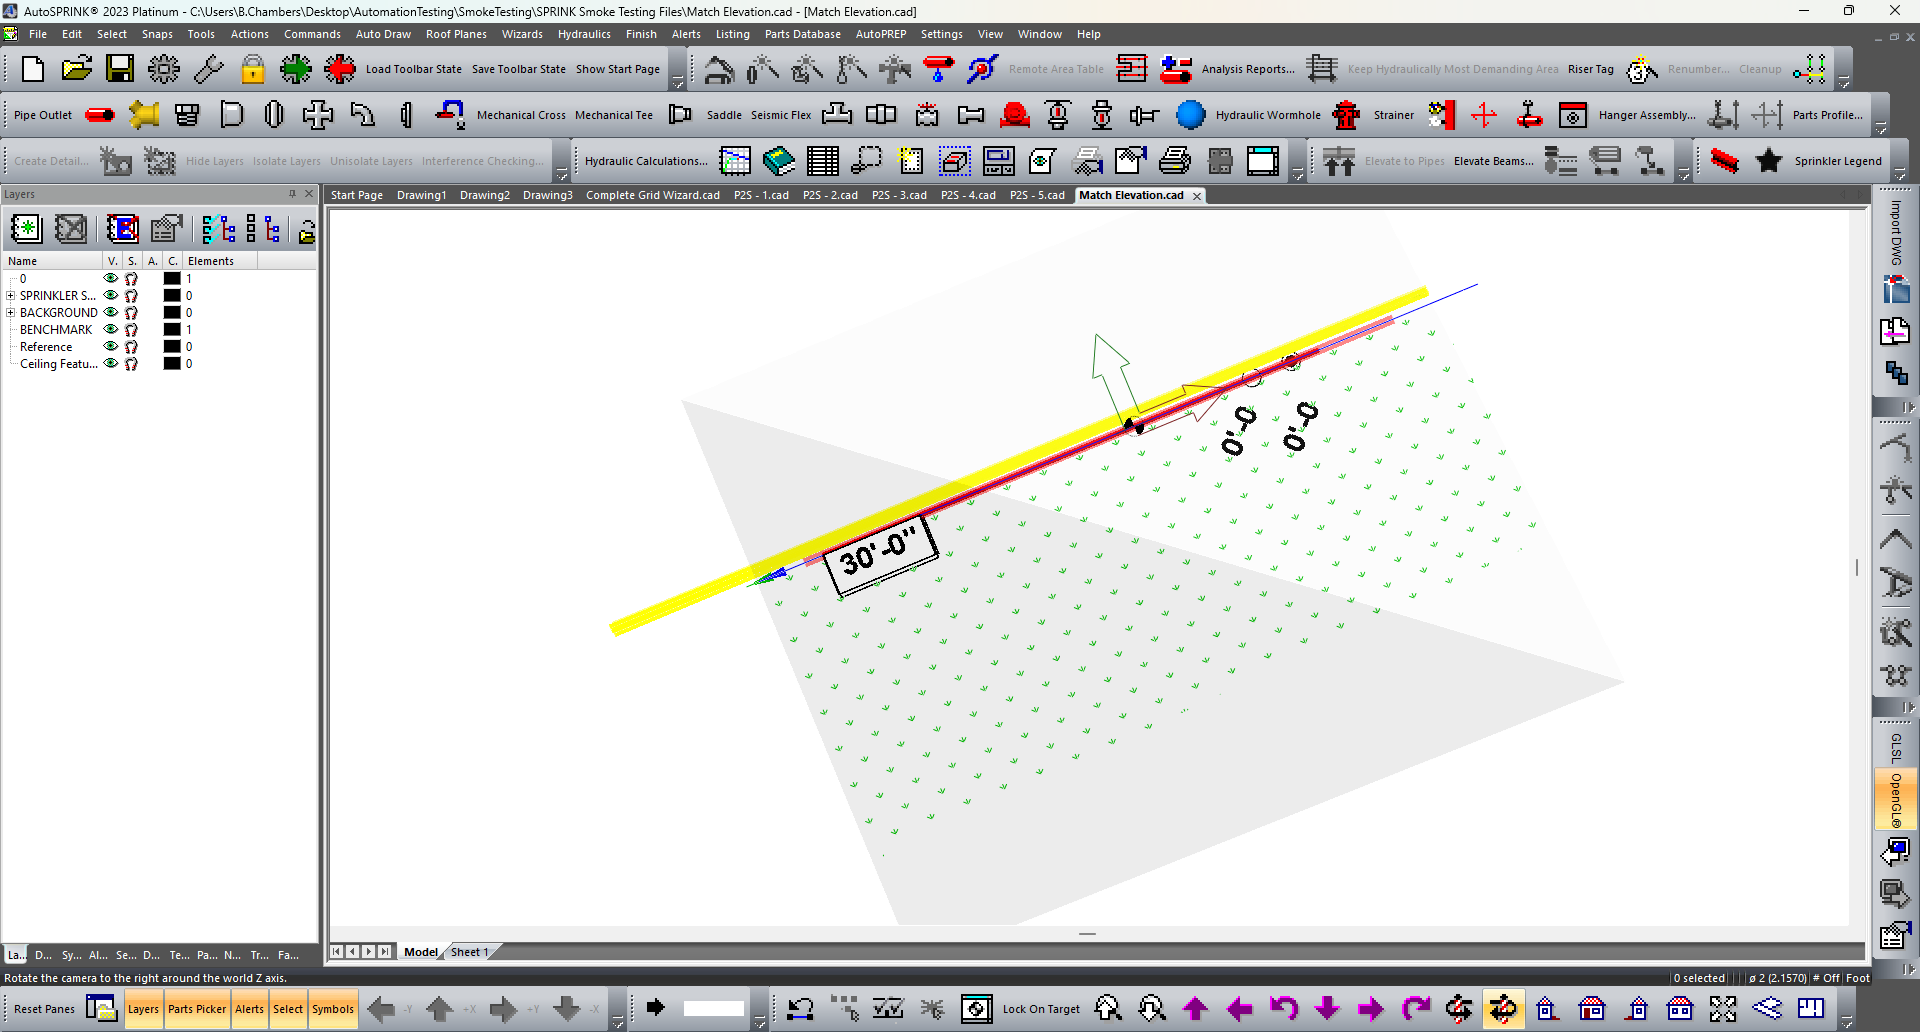 AutoSPRINK® 2023 Platinum - C:\Users\B.Chambers\Desktop\AutomationTesting\SmokeTesting\SPRINK Smoke Testing Files\Match Elevation.cad - [Match Elevation.cad]
File Edit Select Snaps Tools Actions Commands Auto Draw Roof Planes Wizards Hydraulics Finish Alerts Listing Parts Database AutoPREP Settings View Window Help
Load Toolbar State Save Toolbar State Show Start Page Remote Area Table Analysis Reports... Keep Hydraulically Most Demanding Area Riser Tag Renumber... Cleanup
Pipe Outlet Mechanical Cross Mechanical Tee Saddle Seismic Flex Hydraulic Wormhole Strainer Hanger Assembly... Parts Profile...
Create Detail... Hide Layers Isolate Layers Unisolate Layers Interference Checking... Hydraulic Calculations... Elevate to Pipes Elevate Beams... Sprinkler Legend
Layers
Start Page Drawing1 Drawing2 Drawing3 Complete Grid Wizard.cad P2S - 1.cad P2S - 2.cad P2S - 3.cad P2S - 4.cad P2S - 5.cad Match Elevation.cad
Import DWG
Name V. S. A. C. Elements
0 1
SPRINKLER S... 0
BACKGROUND 0
BENCHMARK 1
Reference 0
Ceiling Featu... 0
0'-0
0'-0
30'-0"
GLSL
OpenGL®
Model Sheet 1
La... D... Sy... Al... Se... D... Te... Pa... N... Tr... Fa...
Rotate the camera to the right around the world Z axis.
0 selected ø 2 (2.1570) # Off Foot
Reset Panes Layers Parts Picker Alerts Select Symbols -Y +X +Y -X Lock On Target